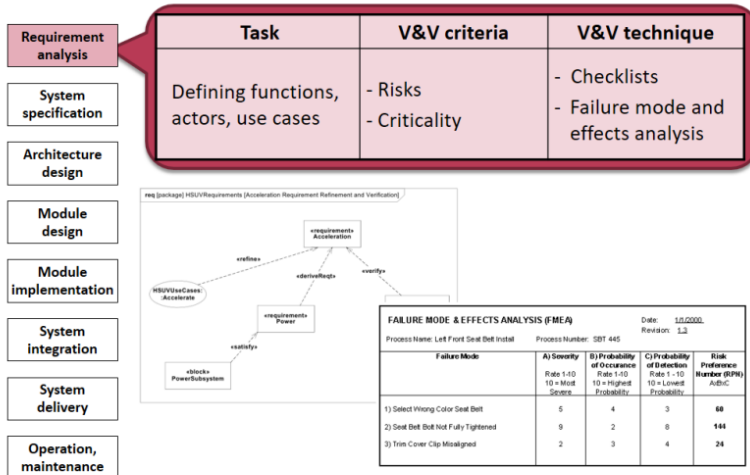 Requirement
analysis
System
specification
Architecture
design
Module
design
Module
implementation
System
integration
System
delivery
Operation,
maintenance
Task
V&V criteria
V&V technique
Defining functions,
actors, use cases
- Risks
- Criticality
- Checklists
- Failure mode and
effects analysis
req [package] HSUVRequirements [Acceleration Requirement Refinement and Verification]
«requirement»
Acceleration
«refine»
«deriveReqt»
«verify»
HSUVUseCases:
:Accelerate
«requirement»
Power
«satisfy»
«block»
PowerSubsystem
FAILURE MODE & EFFECTS ANALYSIS (FMEA)
Date: 1/1/2000
Revision: 1.3
Process Name: Left Front Seat Belt Install
Process Number: SBT 445
Failure Mode
A) Severity
Rate 1-10
10 = Most
Severe
B) Probability
of Occurance
Rate 1-10
10 = Highest
Probability
C) Probability
of Detection
Rate 1 - 10
10 = Lowest
Probability
Risk
Preference
Number (RPN)
AxBxC
1) Select Wrong Color Seat Belt 5 4 3 60
2) Seat Belt Bolt Not Fully Tightened 9 2 8 144
3) Trim Cover Clip Misaligned 2 3 4 24